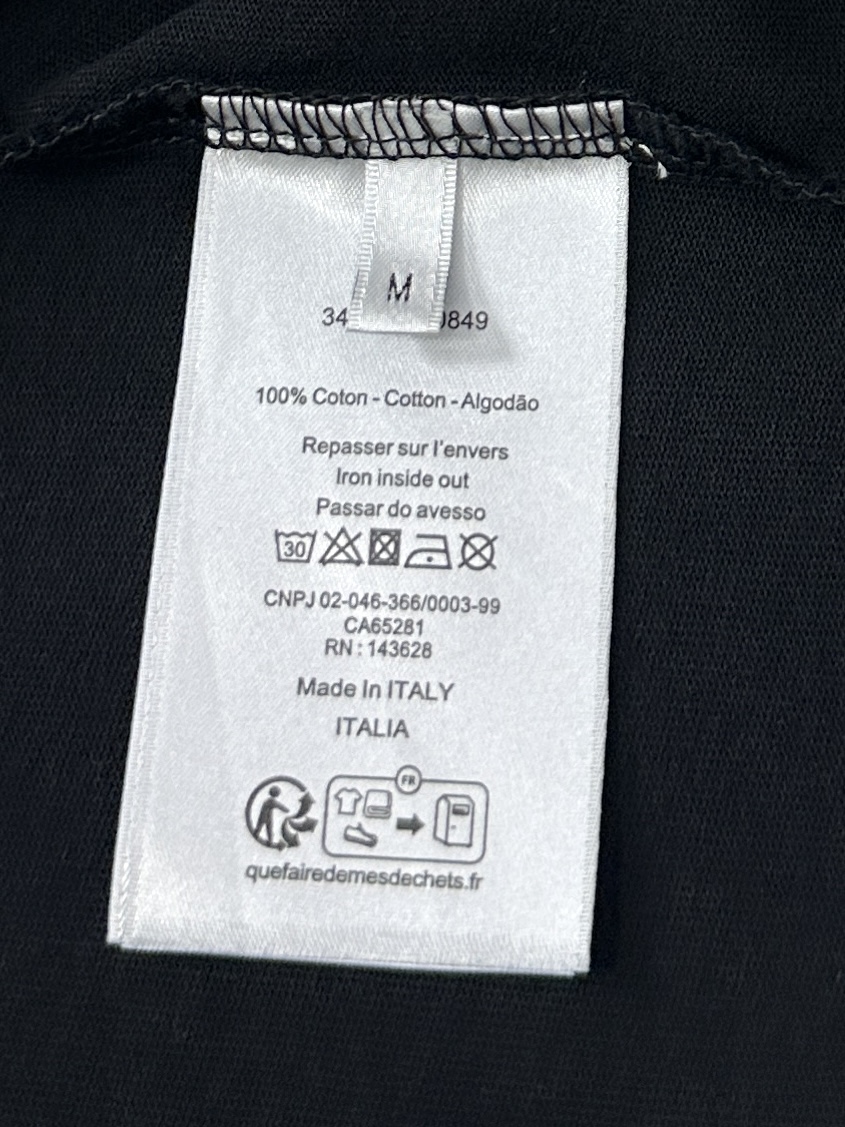 M
34 849
100% Coton - Cotton - Algodão
Repasser sur l'envers
Iron inside out
Passar do avesso
30
CNPJ 02-046-366/0003-99
CA65281
RN : 143628
Made In ITALY
ITALIA
FR
quefairedemesdechets.fr